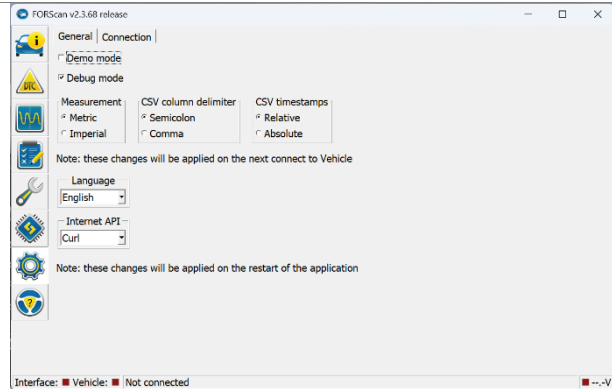 FORScan v2.3.68 release
General
Connection
Demo mode
Debug mode
Measurement
CSV column delimiter
CSV timestamps
Metric
Semicolon
Relative
Imperial
Comma
Absolute
Note: these changes will be applied on the next connect to Vehicle
Language
English
Internet API
Curl
Note: these changes will be applied on the restart of the application
DTC
Interface: Vehicle: Not connected
--.-V